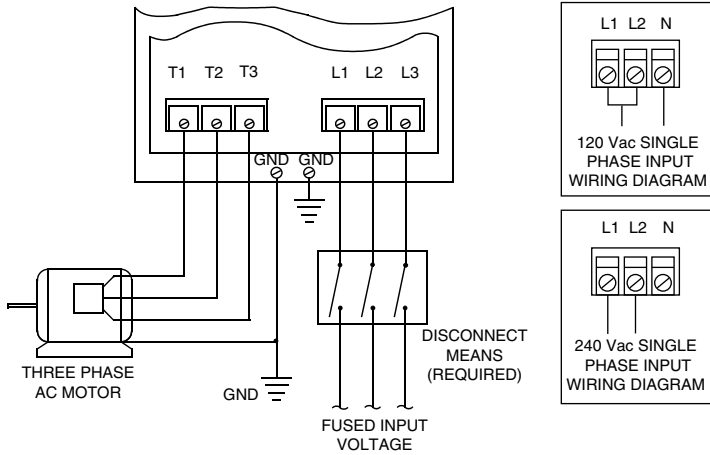 T1 T2 T3
L1 L2 L3
GND GND
THREE PHASE
AC MOTOR
GND
DISCONNECT
MEANS
(REQUIRED)
FUSED INPUT
VOLTAGE
L1 L2 N
120 Vac SINGLE
PHASE INPUT
WIRING DIAGRAM
L1 L2 N
240 Vac SINGLE
PHASE INPUT
WIRING DIAGRAM